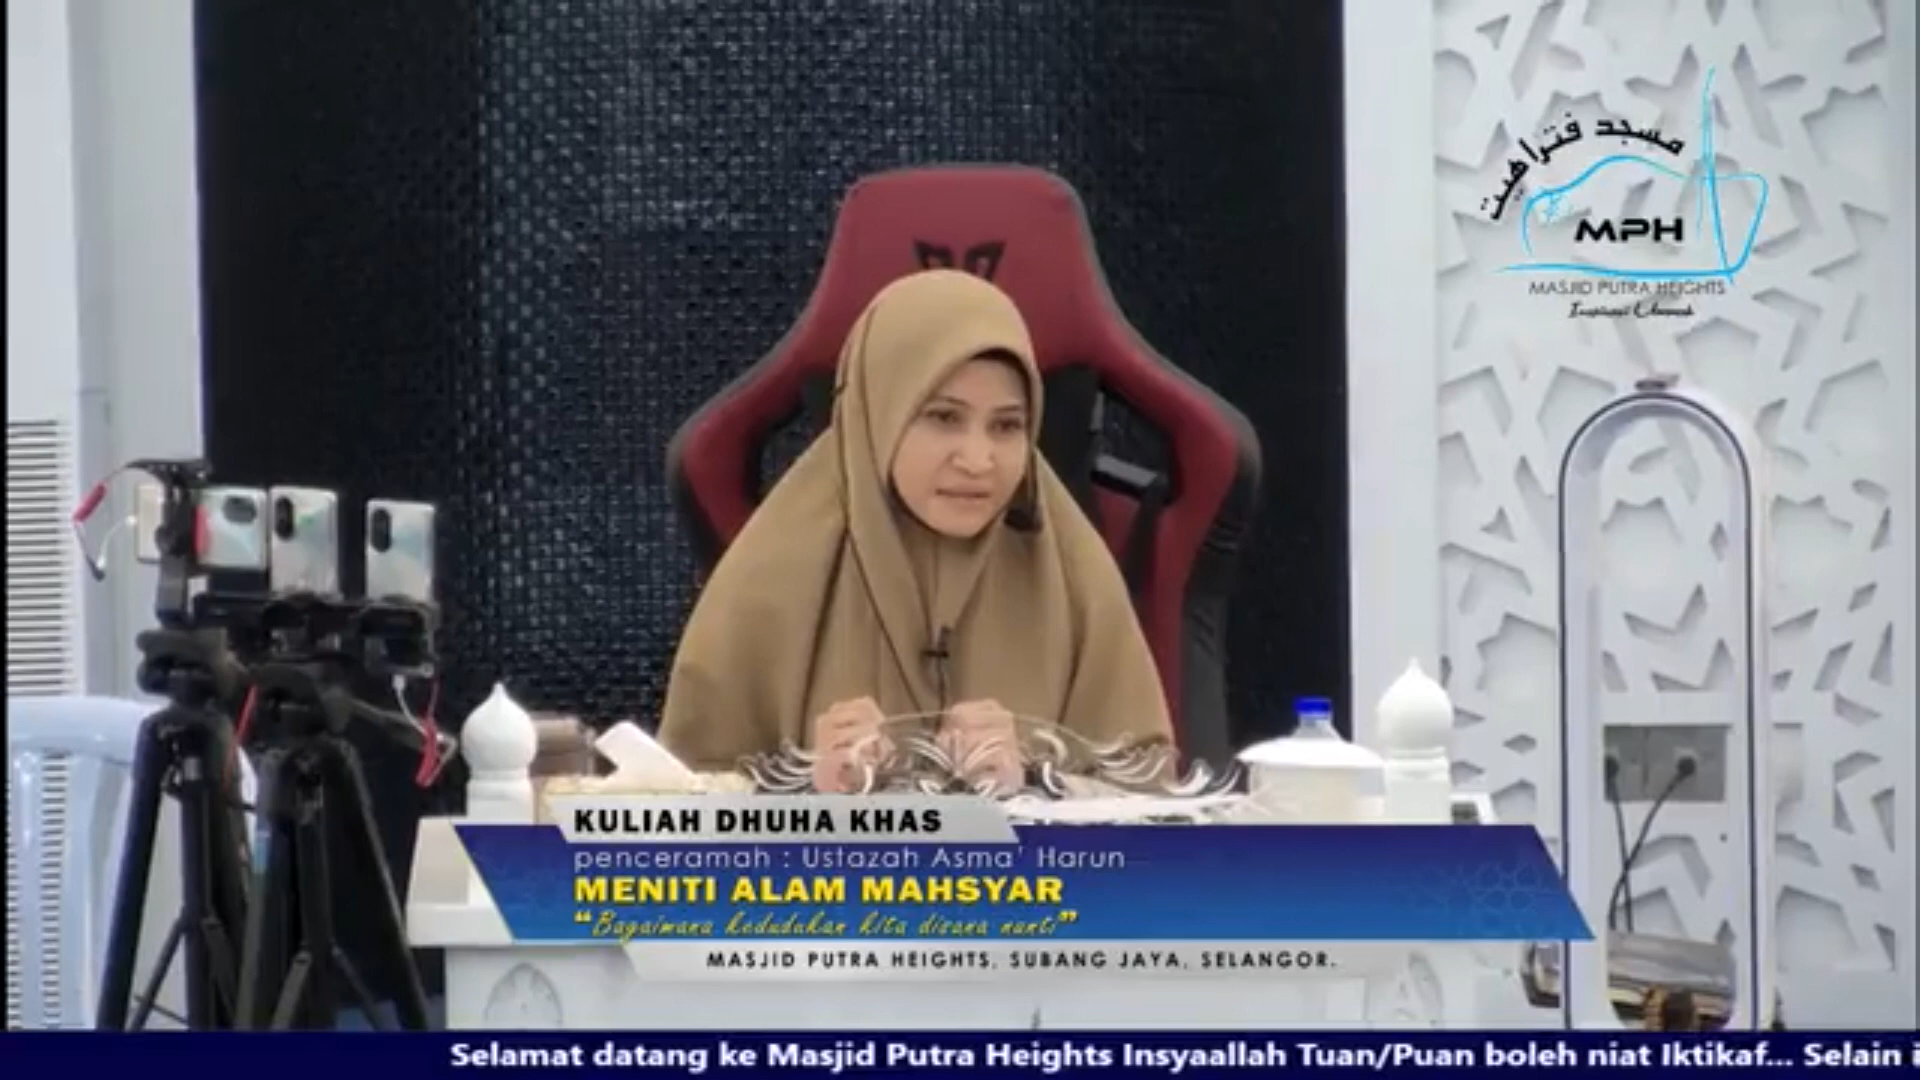 مسجد فتراهيت
MPH
MASJID PUTRA HEIGHTS
KULIAH DHUHA KHAS
penceramah : Ustazah Asma' Harun
MENITI ALAM MAHSYAR
"Bagaimana kedudukan kita disana nanti"
MASJID PUTRA HEIGHTS, SUBANG JAYA, SELANGOR.
Selamat datang ke Masjid Putra Heights Insyaallah Tuan/Puan boleh niat Iktikaf... Selain i